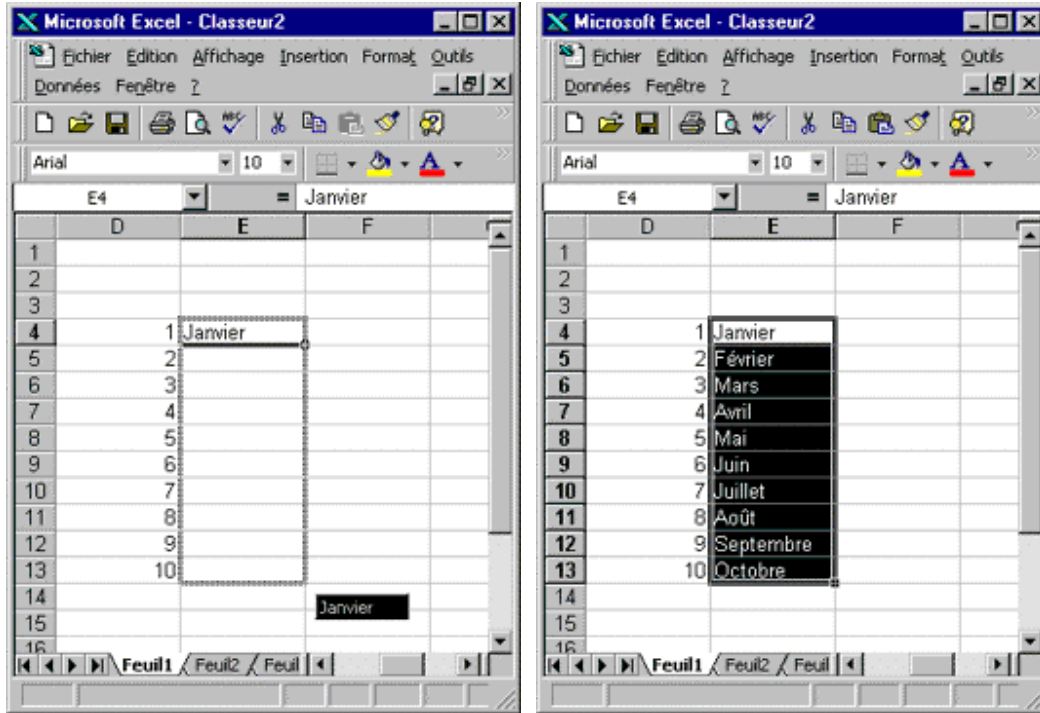 Microsoft Excel - Classeur2
Fichier Edition Affichage Insertion Format Outils
Données Fenêtre ?
Arial 10
E4 = Janvier
D E F
1
2
3
4 1 Janvier
5 2
6 3
7 4
8 5
9 6
10 7
11 8
12 9
13 10
14
Janvier
15
16
Feuil1 Feuil2 Feuil
Microsoft Excel - Classeur2
Fichier Edition Affichage Insertion Format Outils
Données Fenêtre ?
Arial 10
E4 = Janvier
D E F
1
2
3
4 1 Janvier
5 2 Février
6 3 Mars
7 4 Avril
8 5 Mai
9 6 Juin
10 7 Juillet
11 8 Août
12 9 Septembre
13 10 Octobre
14
15
16
Feuil1 Feuil2 Feuil